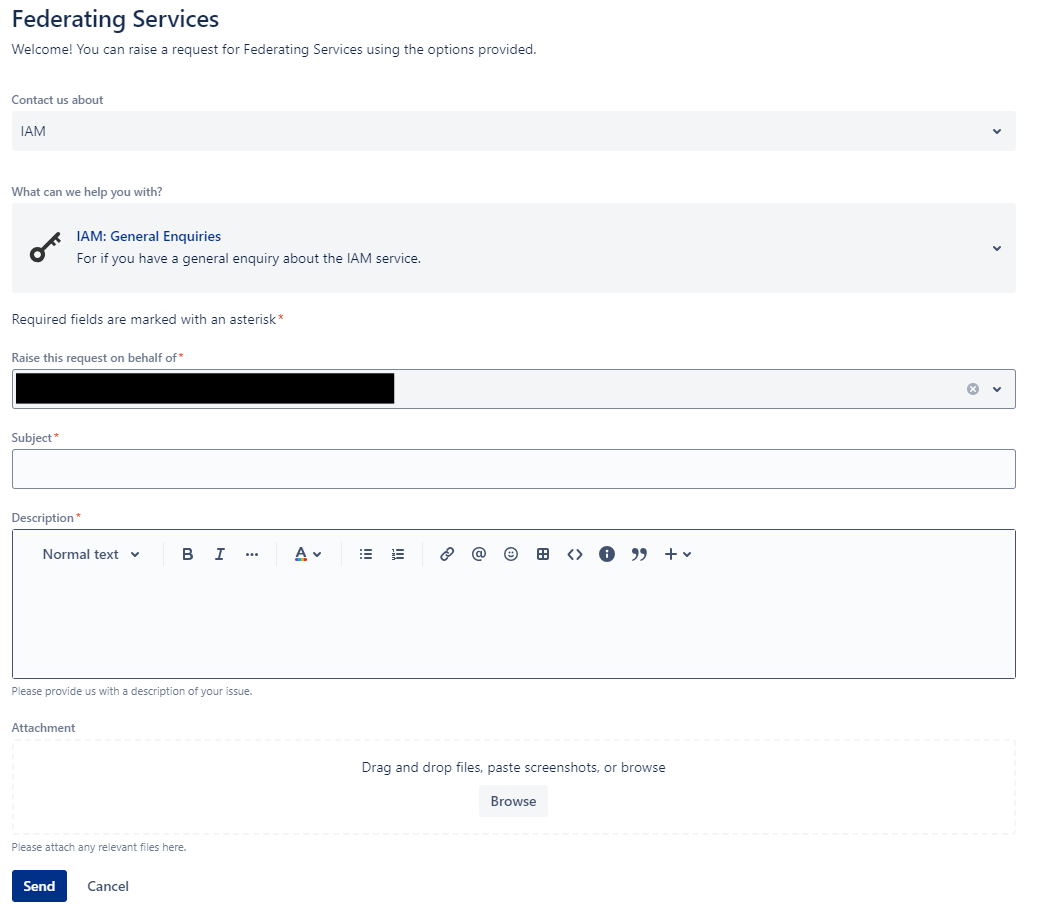 Federating Services
Welcome! You can raise a request for Federating Services using the options provided.
Contact us about
IAM
What can we help you with?
IAM: General Enquiries
For if you have a general enquiry about the IAM service.
Required fields are marked with an asterisk*
Raise this request on behalf of*
Subject*
Description*
Normal text B I ... A
Please provide us with a description of your issue.
Attachment
Drag and drop files, paste screenshots, or browse
Browse
Please attach any relevant files here.
Send Cancel